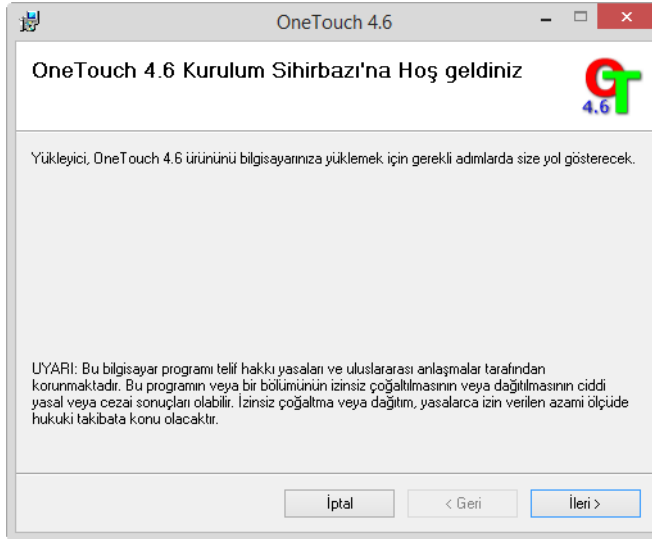 OneTouch 4.6
OneTouch 4.6 Kurulum Sihirbazı'na Hoş geldiniz
OT
4.6
Yükleyici, OneTouch 4.6 ürününü bilgisayarınıza yüklemek için gerekli adımlarda size yol gösterecek.
UYARI: Bu bilgisayar programı telif hakkı yasaları ve uluslararası anlaşmalar tarafından
korunmaktadır. Bu programın veya bir bölümünün izinsiz çoğaltılmasının veya dağıtılmasının ciddi
yasal veya cezai sonuçları olabilir. İzinsiz çoğaltma veya dağıtım, yasalarca izin verilen azami ölçüde
hukuki takibata konu olacaktır.
İptal
< Geri
İleri >